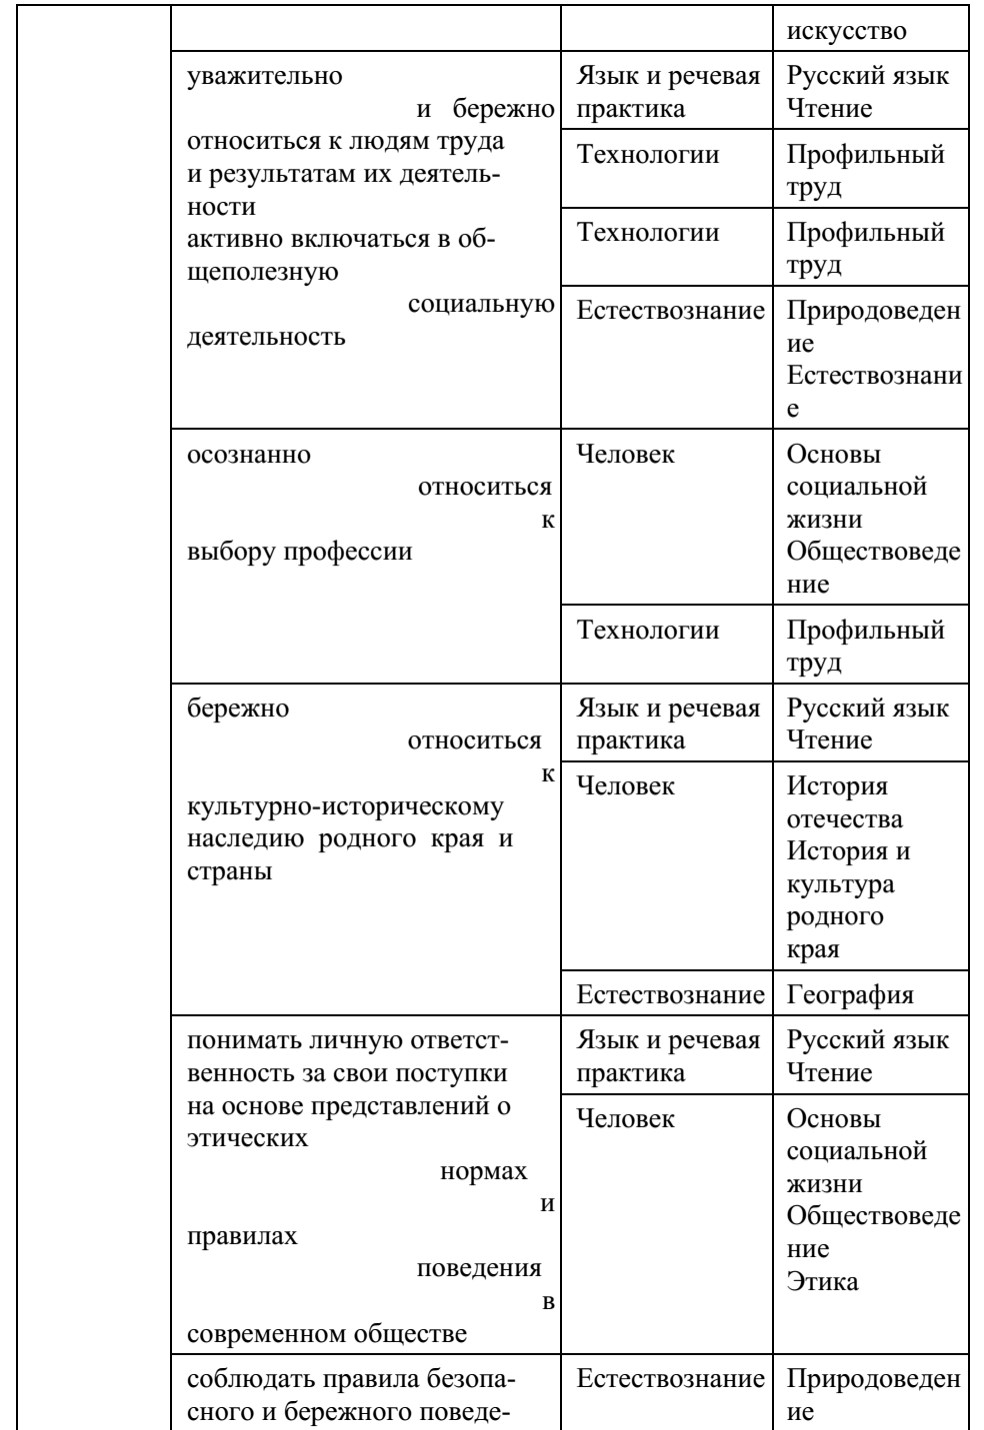 искусство
уважительно
и бережно
относиться к людям труда
и результатам их деятель-
ности
активно включаться в об-
щеполезную
социальную
деятельность
Язык и речевая
практика
Русский язык
Чтение
Технологии
Профильный
труд
Технологии
Профильный
труд
Естествознание
Природоведен
ие
Естествознани
е
осознанно
относиться
к
выбору профессии
Человек
Основы
социальной
жизни
Обществоведе
ние
Технологии
Профильный
труд
бережно
относиться
к
культурно-историческому
наследию родного края и
страны
Язык и речевая
практика
Русский язык
Чтение
Человек
История
отечества
История и
культура
родного
края
Естествознание
География
понимать личную ответст-
венность за свои поступки
на основе представлений о
этических
нормах
и
правилах
поведения
в
современном обществе
Язык и речевая
практика
Русский язык
Чтение
Человек
Основы
социальной
жизни
Обществоведе
ние
Этика
соблюдать правила безопа-
сного и бережного поведе-
Естествознание
Природоведен
ие